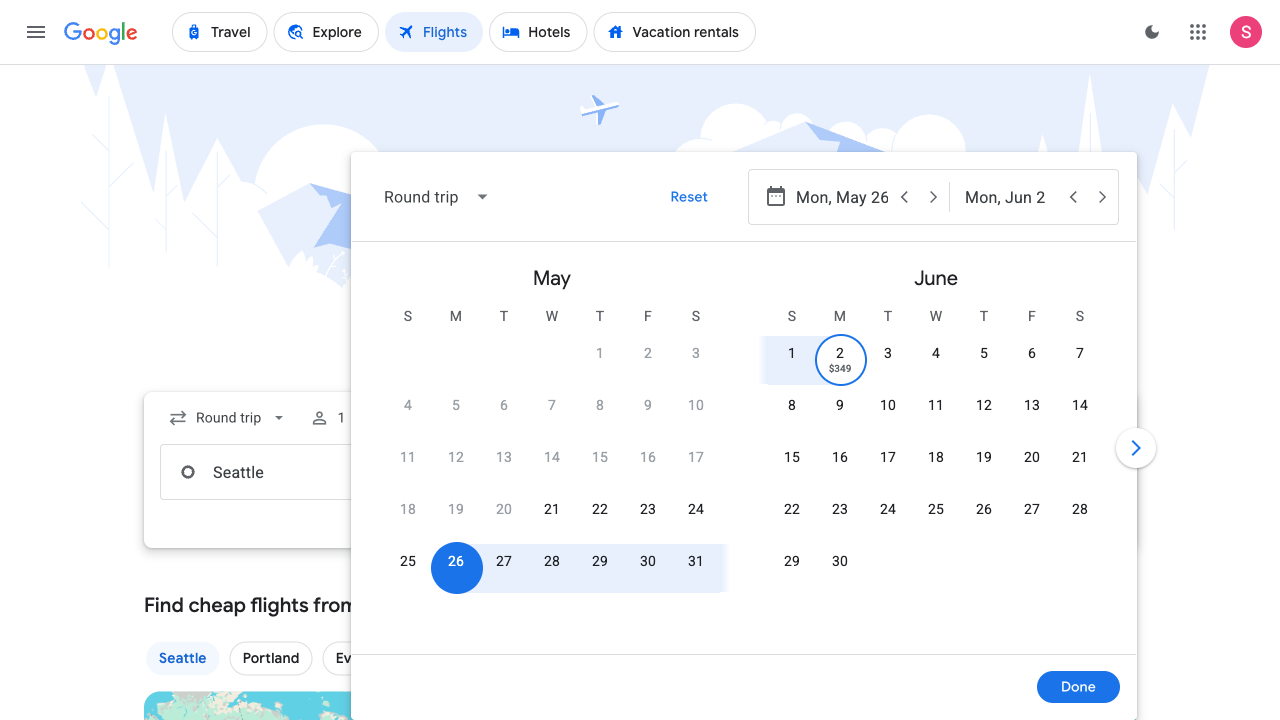 Google
Travel
Explore
Flights
Hotels
Vacation rentals
S
Round trip
Reset
Mon, May 26
Mon, Jun 2
May
June
S M T W T F S
S M T W T F S
1 2 3
1 2 3 4 5 6 7
$349
4 5 6 7 8 9 10
8 9 10 11 12 13 14
11 12 13 14 15 16 17
15 16 17 18 19 20 21
18 19 20 21 22 23 24
22 23 24 25 26 27 28
25 26 27 28 29 30 31
29 30
Round trip
1
Seattle
Find cheap flights from
Seattle
Portland
Ev
Done